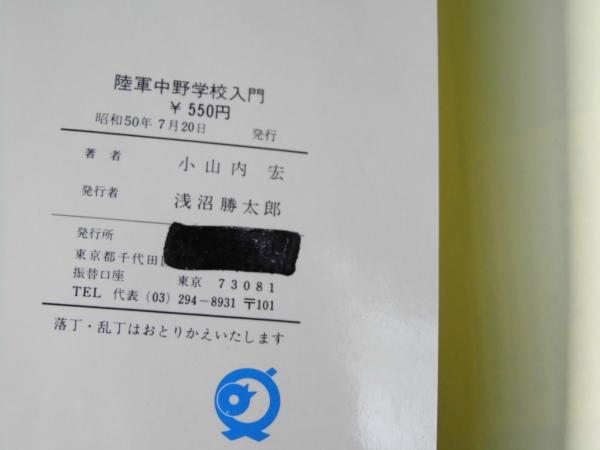 陸軍中野学校入門
¥ 550円
昭和50年7月20日 発行
著者 小山内 宏
発行者 浅沼勝太郎
発行所
東京都千代田
振替口座 東京 73081
TEL 代表 (03) 294-8931 〒101
落丁・乱丁はおとりかえいたします